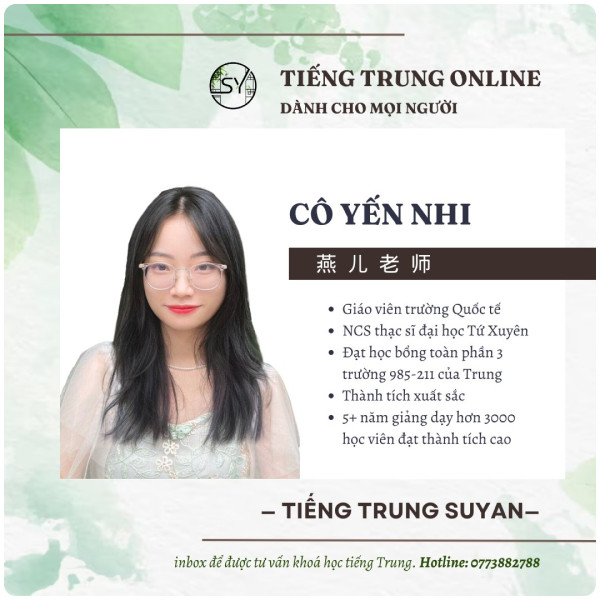 SY
TIẾNG TRUNG ONLINE
DÀNH CHO MỌI NGƯỜI
CÔ YẾN NHI
燕儿老师
• Giáo viên trường Quốc tế
• NCS thạc sĩ đại học Tứ Xuyên
• Đạt học bổng toàn phần 3
trường 985-211 của Trung
• Thành tích xuất sắc
• 5+ năm giảng dạy hơn 3000
học viên đạt thành tích cao
– TIẾNG TRUNG SUYAN–
inbox để được tư vấn khoá học tiếng Trung. Hotline: 0773882788